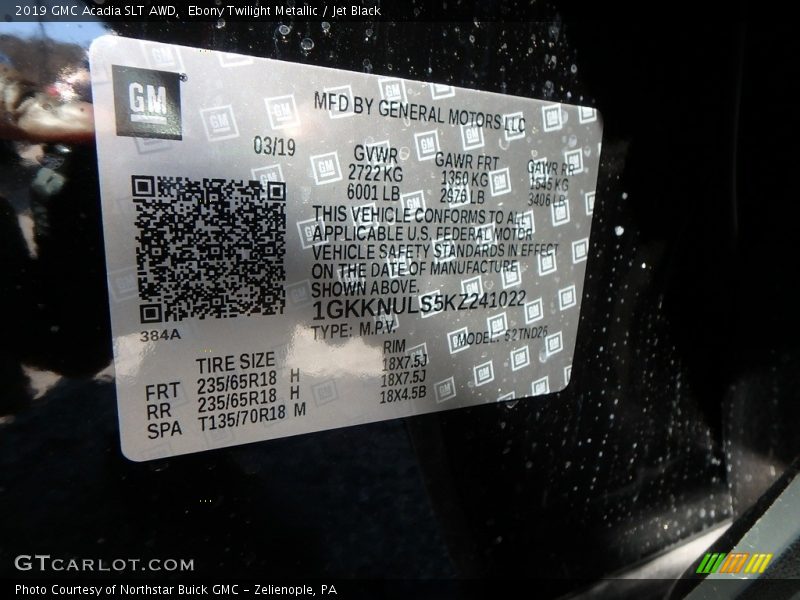 2019 GMC Acadia SLT AWD, Ebony Twilight Metallic / Jet Black
GM
MFD BY GENERAL MOTORS LLC
03/19
GVWR GAWR FRT GAWR RR
2722 KG 1350 KG 1545 KG
6001 LB 2976 LB 3406 LB
THIS VEHICLE CONFORMS TO ALL
APPLICABLE U.S. FEDERAL MOTOR
VEHICLE SAFETY STANDARDS IN EFFECT
ON THE DATE OF MANUFACTURE
SHOWN ABOVE.
1GKKNULS5KZ241022
384A
TYPE: M.P.V. MODEL: 52TND26
TIRE SIZE RIM
FRT 235/65R18 H 18X7.5J
RR 235/65R18 H 18X7.5J
SPA T135/70R18 M 18X4.5B
GTCARLOT.COM
Photo Courtesy of Northstar Buick GMC - Zelienople, PA